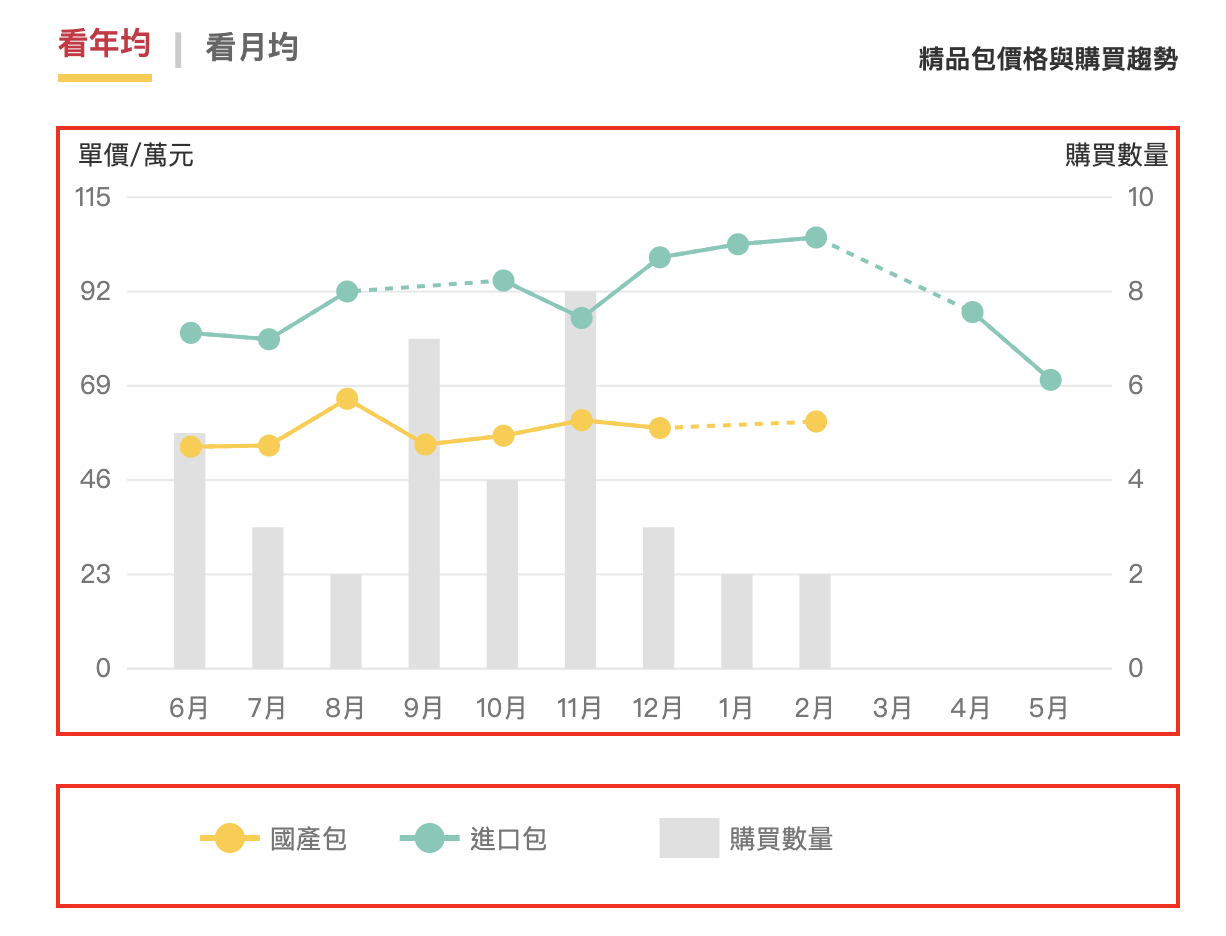 看年均 | 看月均
精品包價格與購買趨勢
單價/萬元 購買數量
115 10
92 8
69 6
46 4
23 2
0 0
6月 7月 8月 9月 10月 11月 12月 1月 2月 3月 4月 5月
國產包 進口包 購買數量